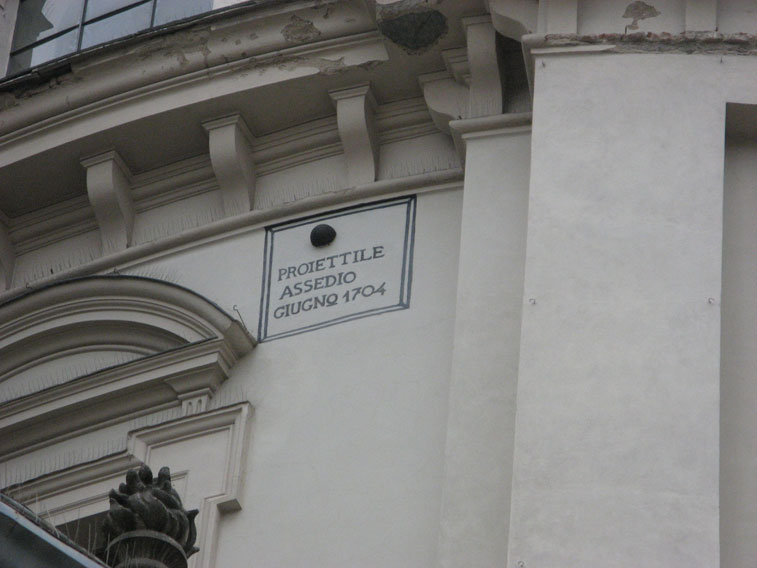 PROIETTILE
ASSEDIO
GIUGNO 1704